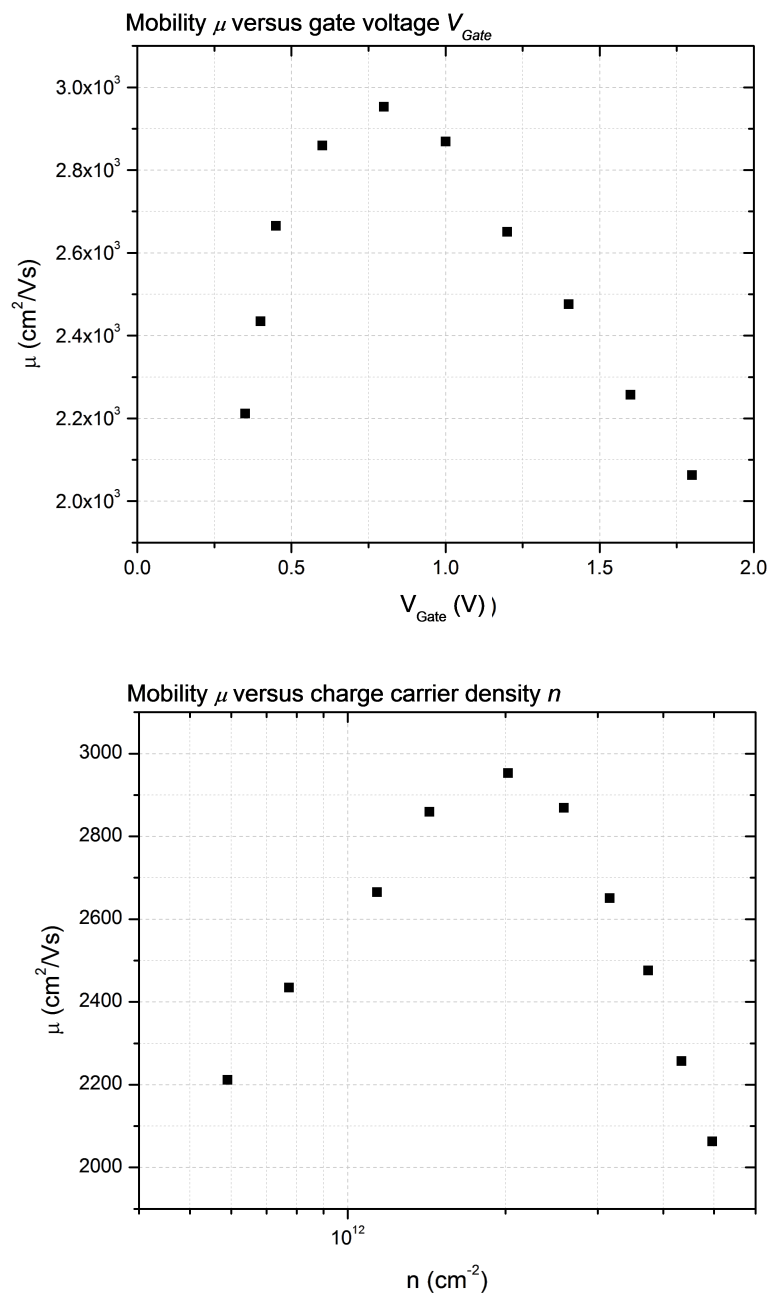 Mobility μ versus gate voltage V_Gate
3.0x10³
2.8x10³
2.6x10³
2.4x10³
2.2x10³
2.0x10³
μ (cm²/Vs)
0.0 0.5 1.0 1.5 2.0
V_Gate (V) )
Mobility μ versus charge carrier density n
3000
2800
2600
2400
2200
2000
μ (cm²/Vs)
10¹²
n (cm⁻²)